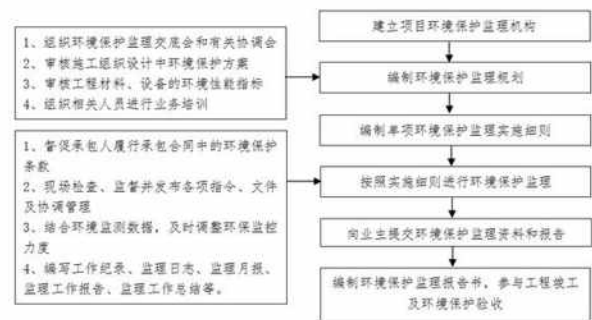 1、组织环境保护监理交底会和有关协调会
2、审核施工组织设计中环境保护方案
3、审核工程材料、设备的环境性能指标
4、组织相关人员进行业务培训
1、督促承包人履行承包合同中的环境保护
条款
2、现场检查、监督并发布各项指令、文件
及协调管理
3、结合环境监测数据，及时调整环保监控
力度
4、编写工作纪录、监理日志、监理月报、
监理工作报告、监理工作总结等。
建立项目环境保护监理机构
编制环境保护监理规划
编制单项环境保护监理实施细则
按照实施细则进行环境保护监理
向业主提交环境保护监理资料和报告
编制环境保护监理报告书，参与工程竣工
及环境保护验收